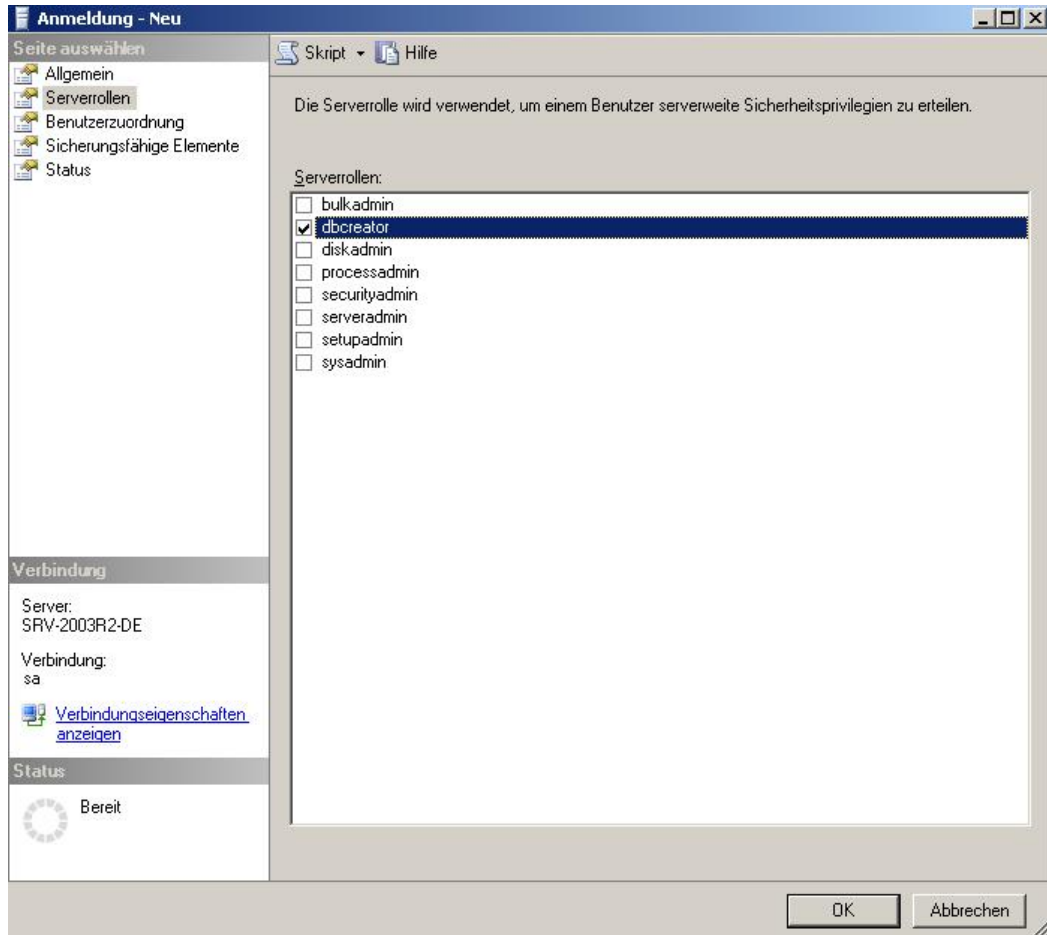 Anmeldung - Neu
Seite auswählen
Allgemein
Serverrollen
Benutzerzuordnung
Sicherungsfähige Elemente
Status
Skript
Hilfe
Die Serverrolle wird verwendet, um einem Benutzer serverweite Sicherheitsprivilegien zu erteilen.
Serverrollen:
bulkadmin
dbcreator
diskadmin
processadmin
securityadmin
serveradmin
setupadmin
sysadmin
Verbindung
Server:
SRV-2003R2-DE
Verbindung:
sa
Verbindungseigenschaften
anzeigen
Status
Bereit
OK
Abbrechen